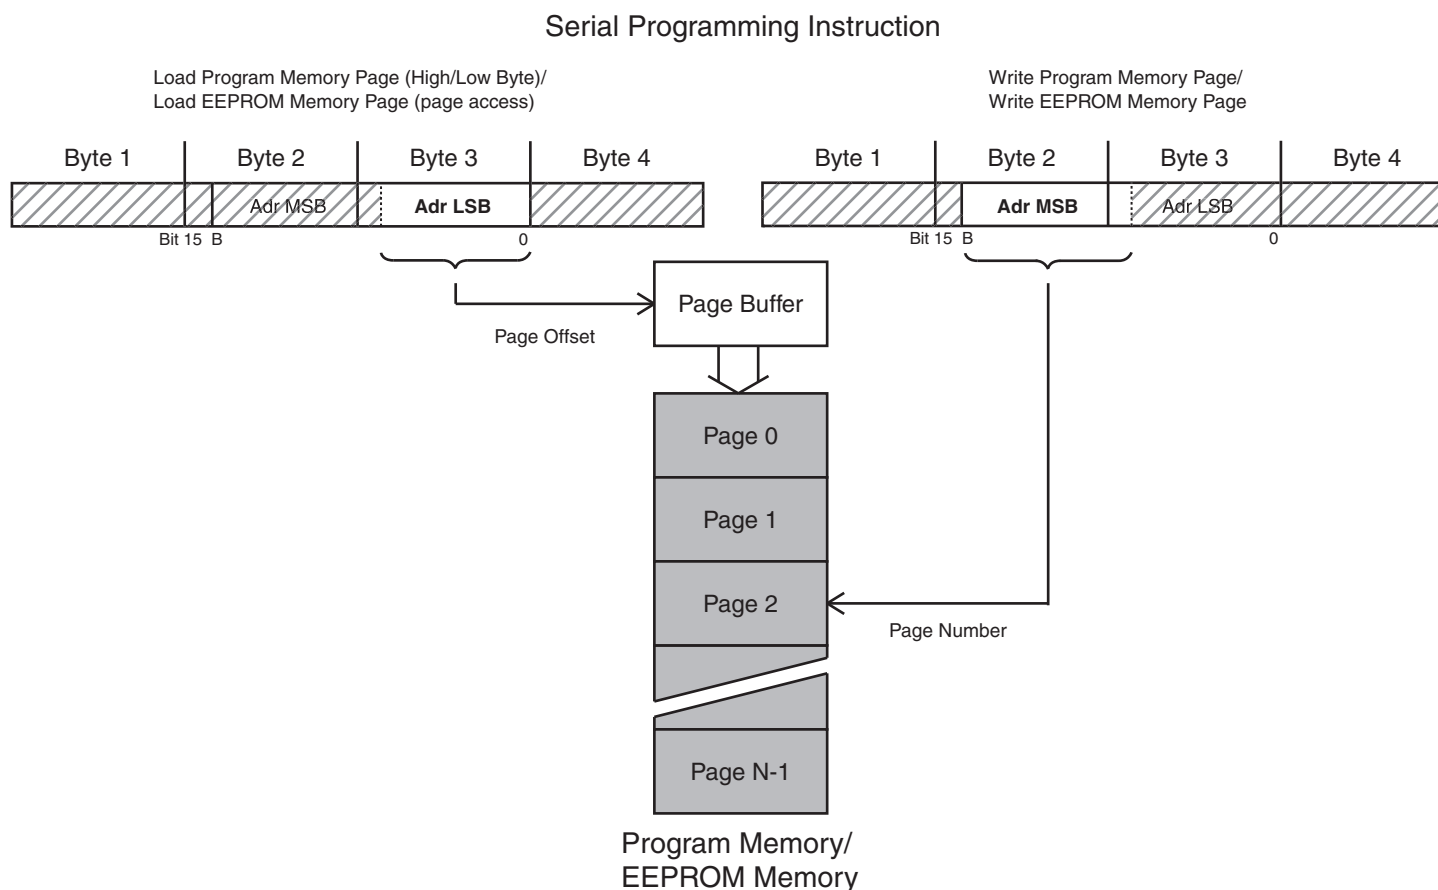 Serial Programming Instruction
Load Program Memory Page (High/Low Byte)/
Load EEPROM Memory Page (page access)
Write Program Memory Page/
Write EEPROM Memory Page
Byte 1 Byte 2 Byte 3 Byte 4
Adr MSB Adr LSB
Bit 15 B 0
Byte 1 Byte 2 Byte 3 Byte 4
Adr MSB Adr LSB
Bit 15 B 0
Page Buffer
Page Offset
Page 0
Page 1
Page 2
Page Number
Page N-1
Program Memory/
EEPROM Memory